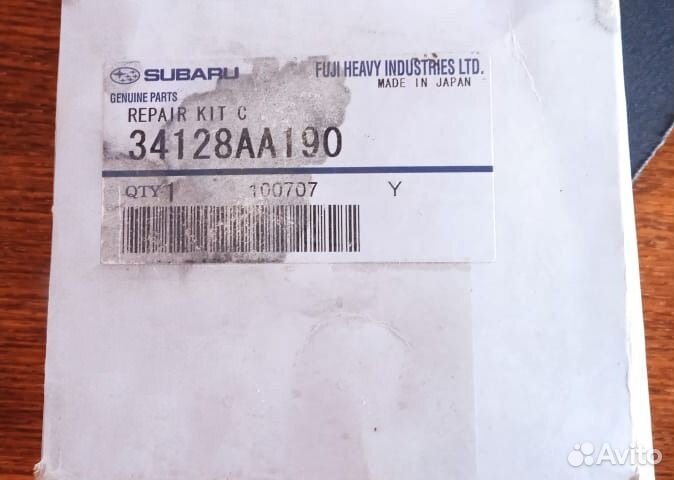 SUBARU FUJI HEAVY INDUSTRIES LTD.
MADE IN JAPAN
GENUINE PARTS
REPAIR KIT C
34128AA190
QTY 1 100707 Y
Avito